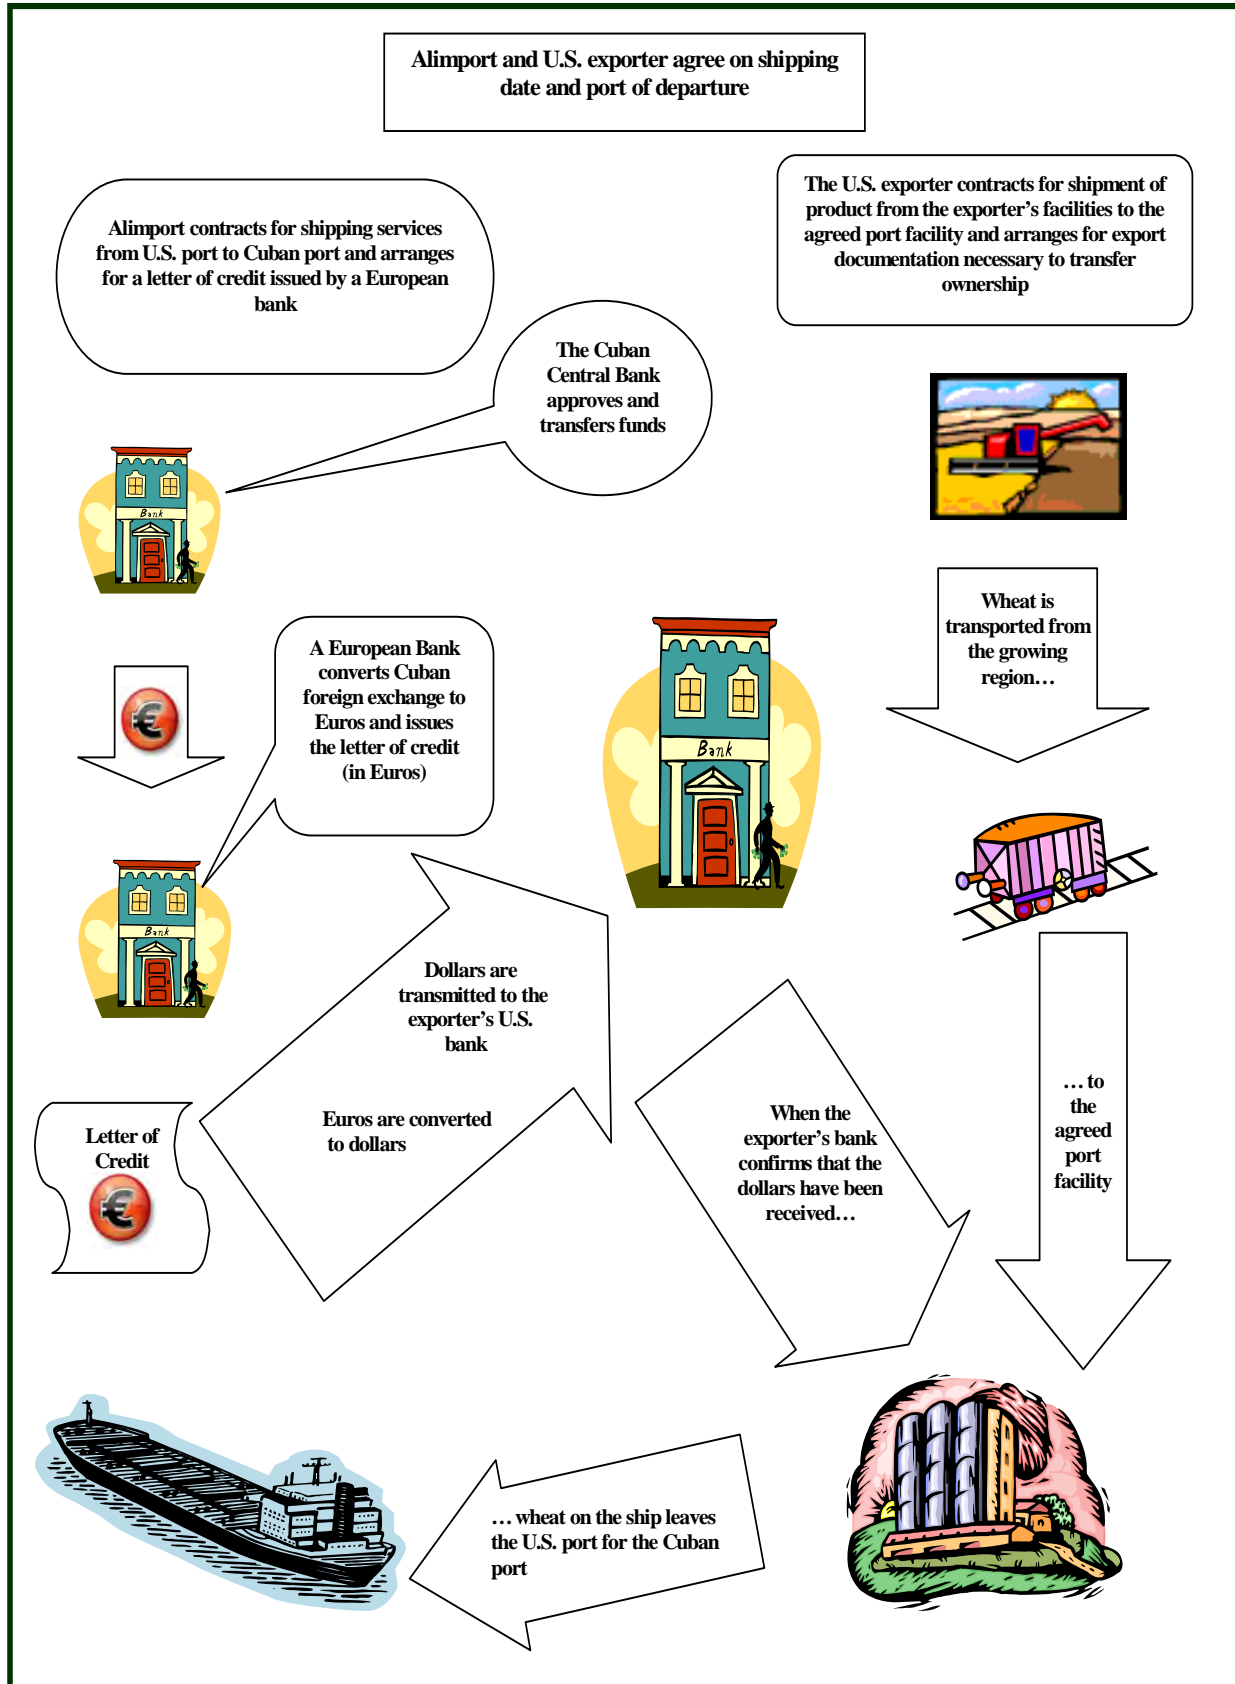 Alimport and U.S. exporter agree on shipping
date and port of departure
Alimport contracts for shipping services
from U.S. port to Cuban port and arranges
for a letter of credit issued by a European
bank
The U.S. exporter contracts for shipment of
product from the exporter’s facilities to the
agreed port facility and arranges for export
documentation necessary to transfer
ownership
The Cuban
Central Bank
approves and
transfers funds
Bank
Wheat is
transported from
the growing
region…
A European Bank
converts Cuban
foreign exchange to
Euros and issues
the letter of credit
(in Euros)
€
Bank
Bank
Dollars are
transmitted to the
exporter’s U.S.
bank
Euros are converted
to dollars
Letter of
Credit
€
When the
exporter’s bank
confirms that the
dollars have been
received…
… to
the
agreed
port
facility
… wheat on the ship leaves
the U.S. port for the Cuban
port